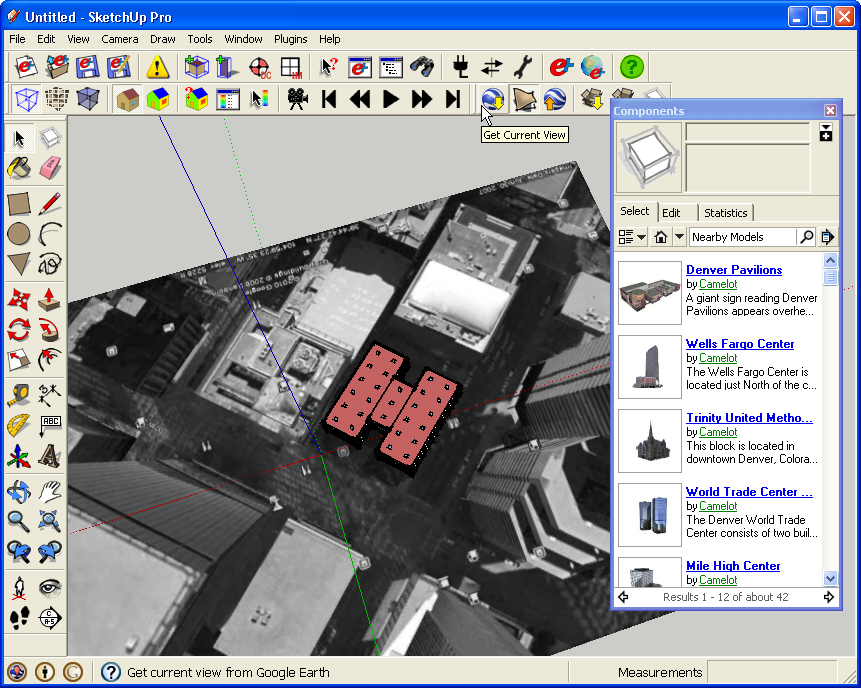 Untitled - SketchUp Pro
File Edit View Camera Draw Tools Window Plugins Help
Get Current View
Components
Select Edit Statistics
Nearby Models
Denver Pavilions
by Camelot
A giant sign reading Denver
Pavilions appears overhe...
Wells Fargo Center
by Camelot
The Wells Fargo Center is
located just North of the c...
Trinity United Metho...
by Camelot
This block is located in
downtown Denver, Colora...
World Trade Center ...
by Camelot
The Denver World Trade
Center consists of two buil...
Mile High Center
by Camelot
Results 1 - 12 of about 42
ABC
Get current view from Google Earth
Measurements